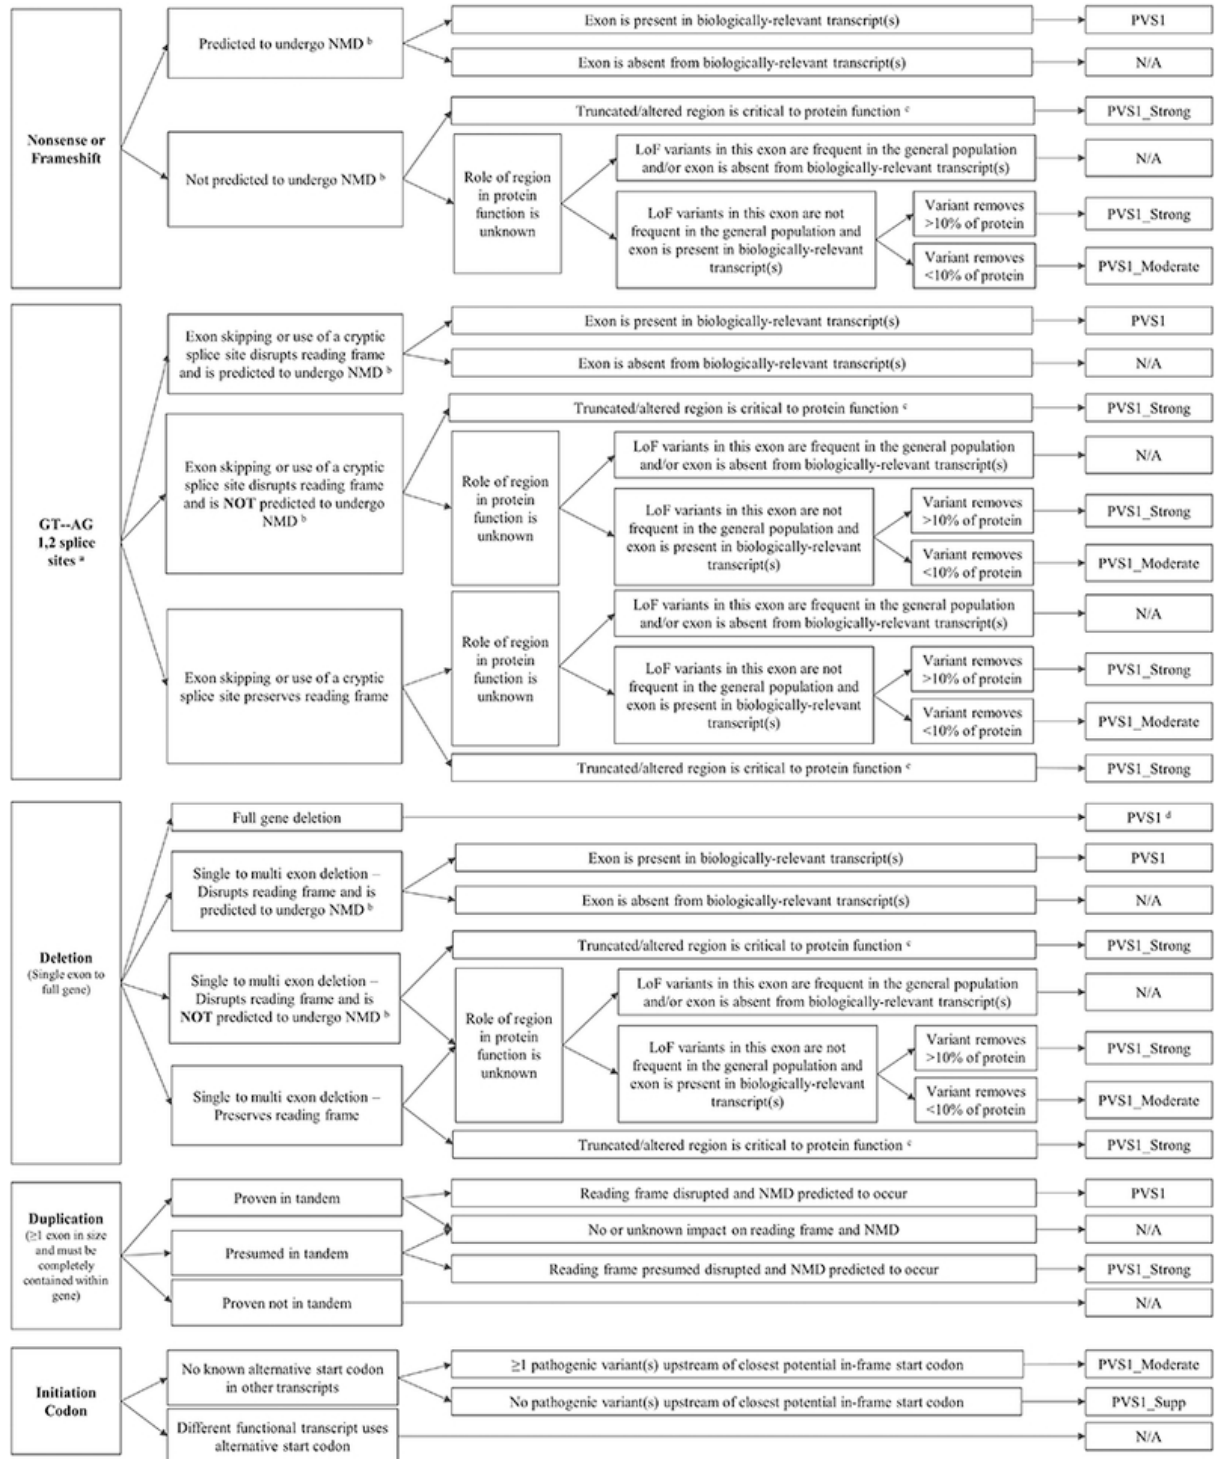 Nonsense or
Frameshift
Predicted to undergo NMD b
Exon is present in biologically-relevant transcript(s)
PVS1
Exon is absent from biologically-relevant transcript(s)
N/A
Not predicted to undergo NMD b
Truncated/altered region is critical to protein function c
PVS1_Strong
Role of region
in protein
function is
unknown
LoF variants in this exon are frequent in the general population
and/or exon is absent from biologically-relevant transcript(s)
N/A
LoF variants in this exon are not
frequent in the general population and
exon is present in biologically-relevant
transcript(s)
Variant removes
>10% of protein
PVS1_Strong
Variant removes
<10% of protein
PVS1_Moderate
GT--AG
1,2 splice
sites a
Exon skipping or use of a cryptic
splice site disrupts reading frame
and is predicted to undergo NMD b
Exon is present in biologically-relevant transcript(s)
PVS1
Exon is absent from biologically-relevant transcript(s)
N/A
Exon skipping or use of a cryptic
splice site disrupts reading frame
and is NOT predicted to undergo
NMD b
Truncated/altered region is critical to protein function c
PVS1_Strong
Role of region
in protein
function is
unknown
LoF variants in this exon are frequent in the general population
and/or exon is absent from biologically-relevant transcript(s)
N/A
LoF variants in this exon are not
frequent in the general population and
exon is present in biologically-relevant
transcript(s)
Variant removes
>10% of protein
PVS1_Strong
Variant removes
<10% of protein
PVS1_Moderate
Exon skipping or use of a cryptic
splice site preserves reading frame
Role of region
in protein
function is
unknown
LoF variants in this exon are frequent in the general population
and/or exon is absent from biologically-relevant transcript(s)
N/A
LoF variants in this exon are not
frequent in the general population and
exon is present in biologically-relevant
transcript(s)
Variant removes
>10% of protein
PVS1_Strong
Variant removes
<10% of protein
PVS1_Moderate
Truncated/altered region is critical to protein function c
PVS1_Strong
Deletion
(Single exon to
full gene)
Full gene deletion
PVS1 d
Single to multi exon deletion –
Disrupts reading frame and is
predicted to undergo NMD b
Exon is present in biologically-relevant transcript(s)
PVS1
Exon is absent from biologically-relevant transcript(s)
N/A
Single to multi exon deletion –
Disrupts reading frame and is
NOT predicted to undergo NMD b
Truncated/altered region is critical to protein function c
PVS1_Strong
Role of region
in protein
function is
unknown
LoF variants in this exon are frequent in the general population
and/or exon is absent from biologically-relevant transcript(s)
N/A
LoF variants in this exon are not
frequent in the general population and
exon is present in biologically-relevant
transcript(s)
Variant removes
>10% of protein
PVS1_Strong
Variant removes
<10% of protein
PVS1_Moderate
Single to multi exon deletion –
Preserves reading frame
Truncated/altered region is critical to protein function c
PVS1_Strong
Duplication
(≥1 exon in size
and must be
completely
contained within
gene)
Proven in tandem
Reading frame disrupted and NMD predicted to occur
PVS1
No or unknown impact on reading frame and NMD
N/A
Presumed in tandem
Reading frame presumed disrupted and NMD predicted to occur
PVS1_Strong
Proven not in tandem
N/A
Initiation
Codon
No known alternative start codon
in other transcripts
≥1 pathogenic variant(s) upstream of closest potential in-frame start codon
PVS1_Moderate
No pathogenic variant(s) upstream of closest potential in-frame start codon
PVS1_Supp
Different functional transcript uses
alternative start codon
N/A